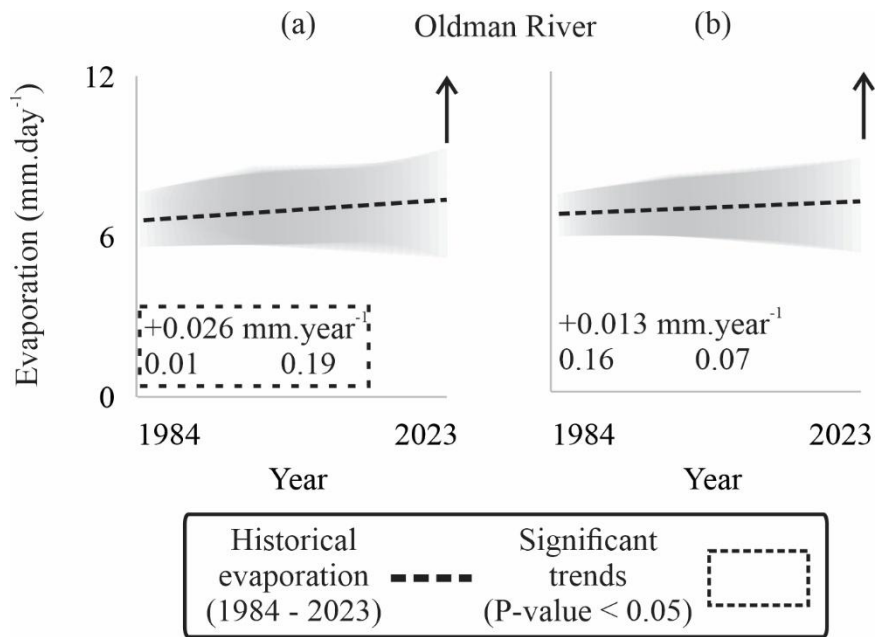 (a) Oldman River (b)
Evaporation (mm.day⁻¹)
12
6
0
+0.026 mm.year⁻¹
0.01 0.19
1984 2023
Year
+0.013 mm.year⁻¹
0.16 0.07
1984 2023
Year
Historical
evaporation
(1984 - 2023)
Significant
trends
(P-value < 0.05)